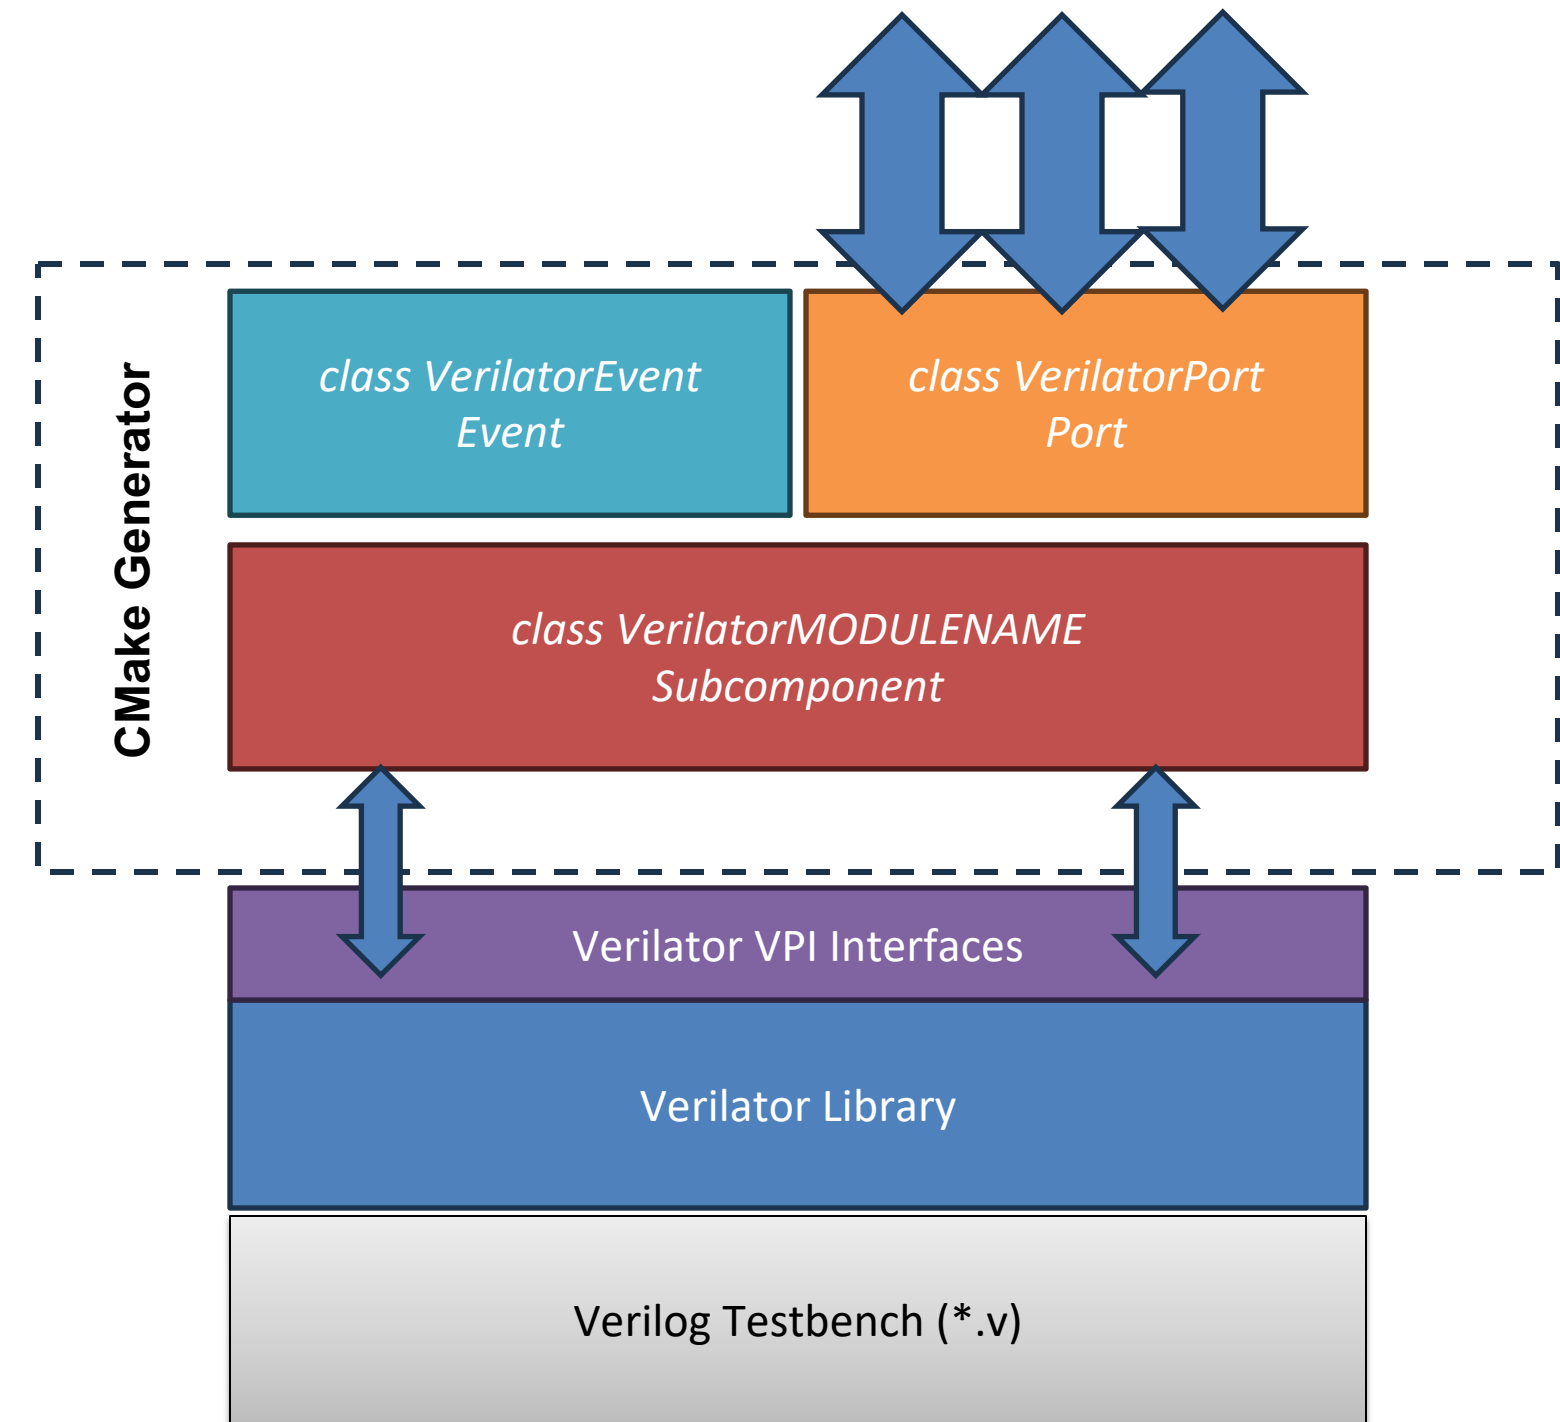 CMake Generator
class VerilatorEvent
Event
class VerilatorPort
Port
class VerilatorMODULENAME
Subcomponent
Verilator VPI Interfaces
Verilator Library
Verilog Testbench (*.v)